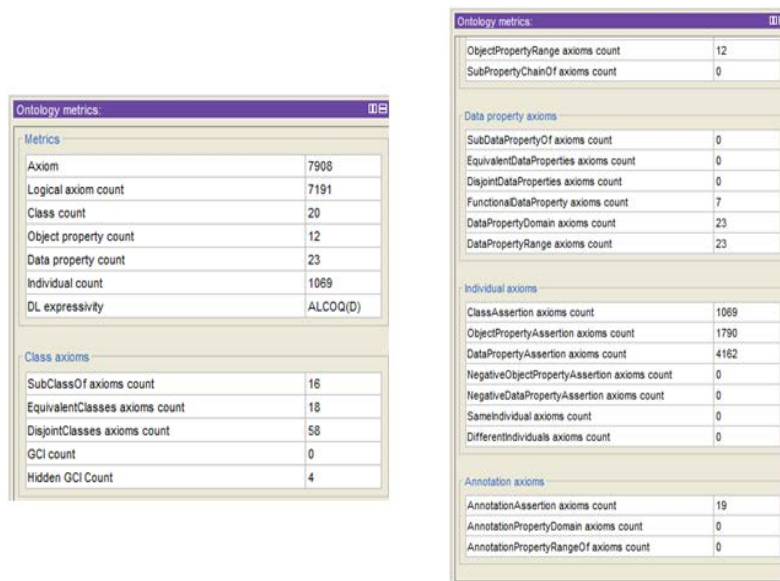 Ontology metrics:
Metrics
Axiom 7908
Logical axiom count 7191
Class count 20
Object property count 12
Data property count 23
Individual count 1069
DL expressivity ALCOQ(D)
Class axioms
SubClassOf axioms count 16
EquivalentClasses axioms count 18
DisjointClasses axioms count 58
GCI count 0
Hidden GCI Count 4
Ontology metrics:
ObjectPropertyRange axioms count 12
SubPropertyChainOf axioms count 0
Data property axioms
SubDataPropertyOf axioms count 0
EquivalentDataProperties axioms count 0
DisjointDataProperties axioms count 0
FunctionalDataProperty axioms count 7
DataPropertyDomain axioms count 23
DataPropertyRange axioms count 23
Individual axioms
ClassAssertion axioms count 1069
ObjectPropertyAssertion axioms count 1790
DataPropertyAssertion axioms count 4162
NegativeObjectPropertyAssertion axioms count 0
NegativeDataPropertyAssertion axioms count 0
SameIndividual axioms count 0
DifferentIndividuals axioms count 0
Annotation axioms
AnnotationAssertion axioms count 19
AnnotationPropertyDomain axioms count 0
AnnotationPropertyRangeOf axioms count 0